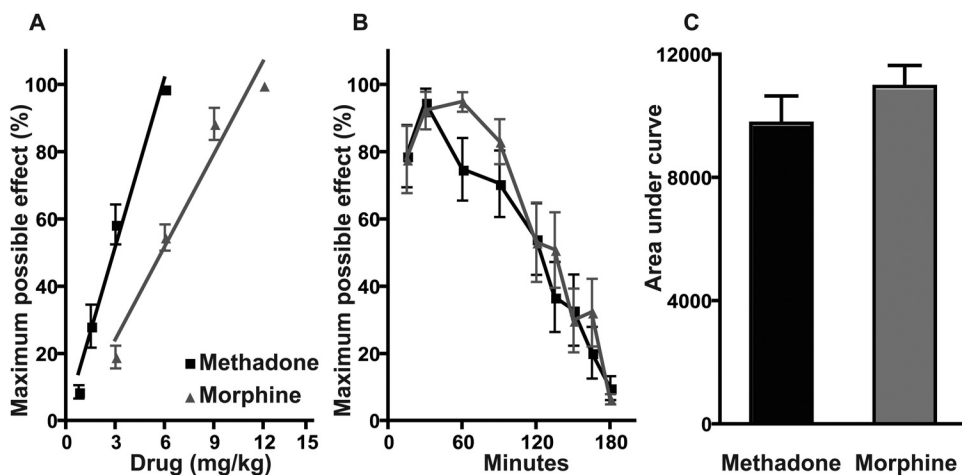 A
Maximum possible effect (%)
100
80
60
40
20
0
0 3 6 9 12 15
Drug (mg/kg)
Methadone
Morphine
B
Maximum possible effect (%)
100
80
60
40
20
0
0 60 120 180
Minutes
C
Area under curve
12000
8000
4000
0
Methadone Morphine